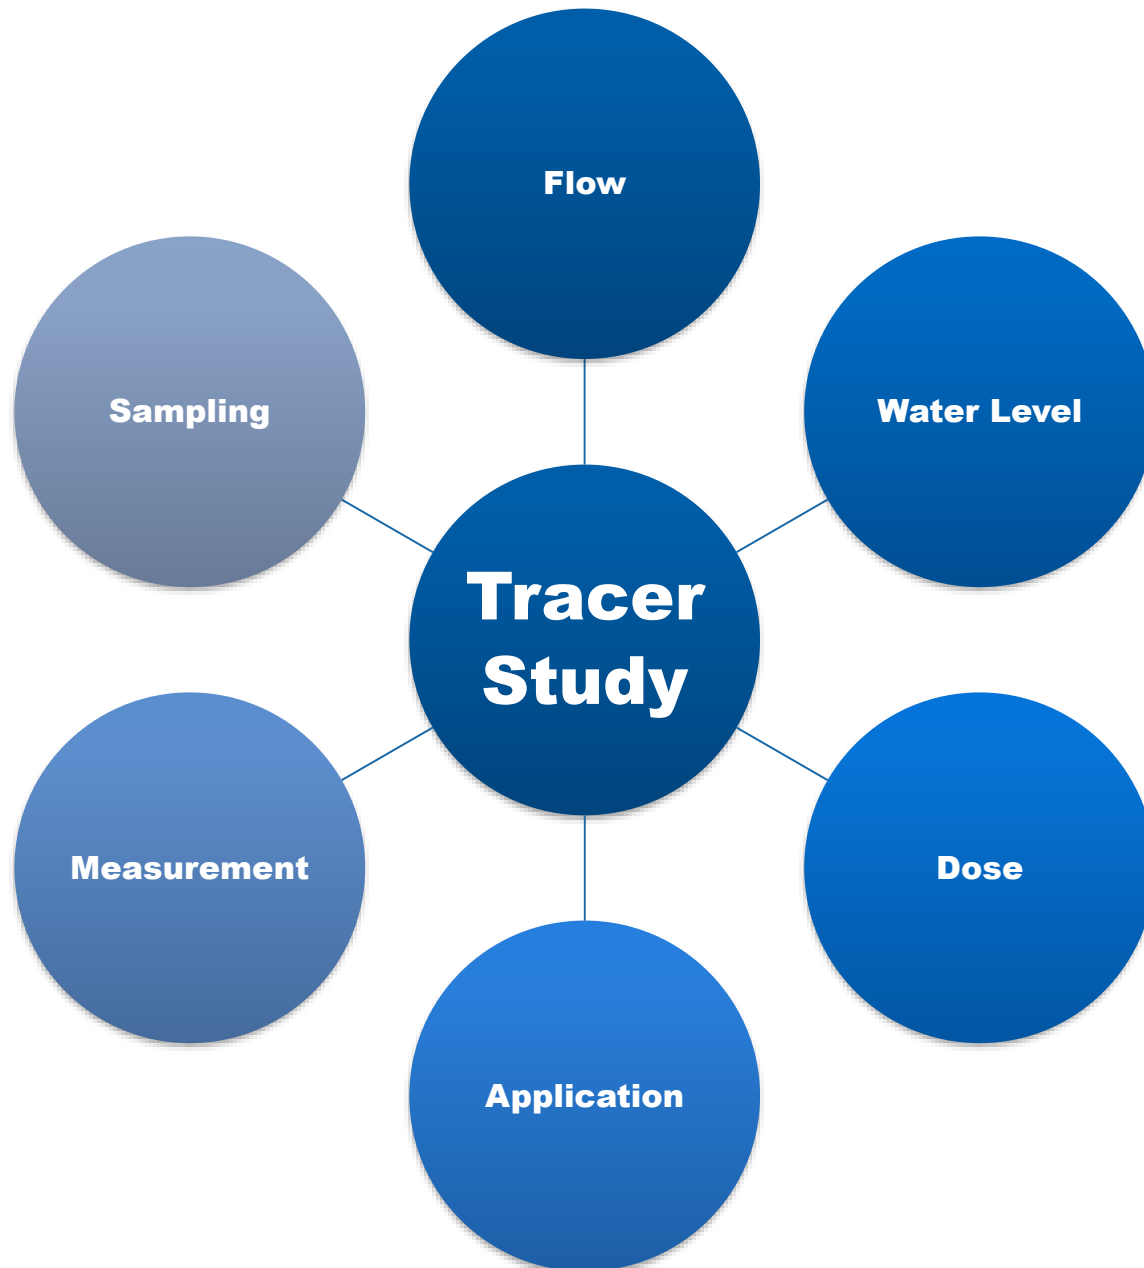 Flow
Sampling
Water Level
Tracer
Study
Measurement
Dose
Application